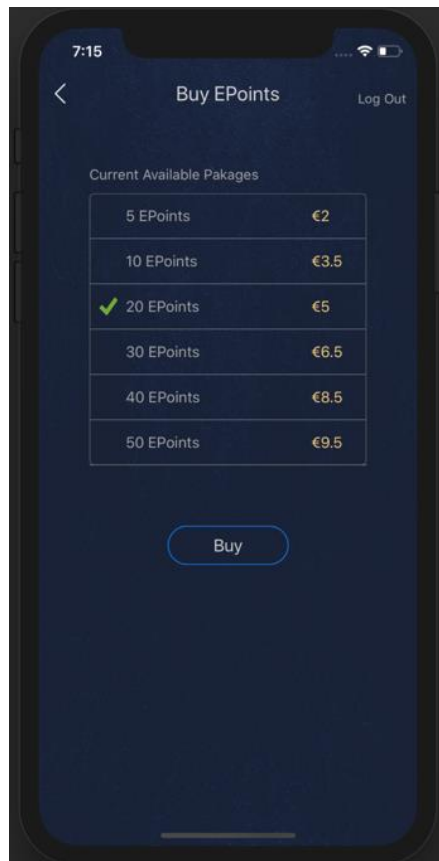 7:15
Buy EPoints
Log Out
Current Available Pakages
5 EPoints €2
10 EPoints €3.5
20 EPoints €5
30 EPoints €6.5
40 EPoints €8.5
50 EPoints €9.5
Buy